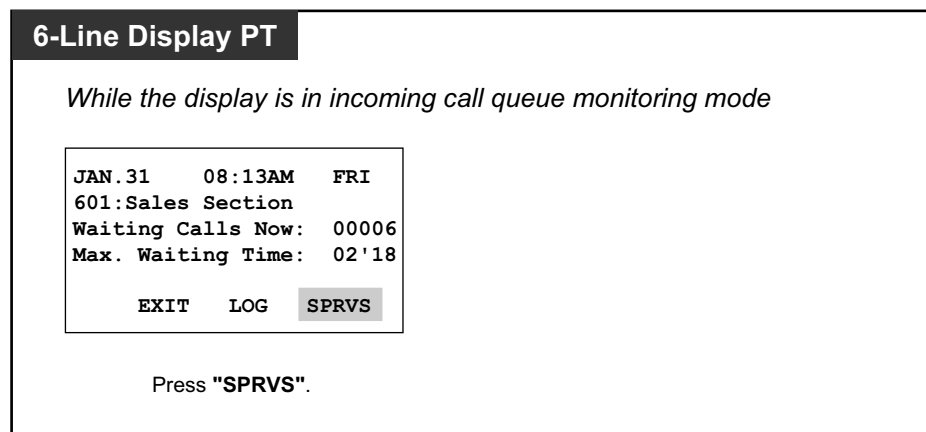 6-Line Display PT
While the display is in incoming call queue monitoring mode
JAN.31 08:13AM FRI
601:Sales Section
Waiting Calls Now: 00006
Max. Waiting Time: 02'18
EXIT LOG SPRVS
Press "SPRVS".